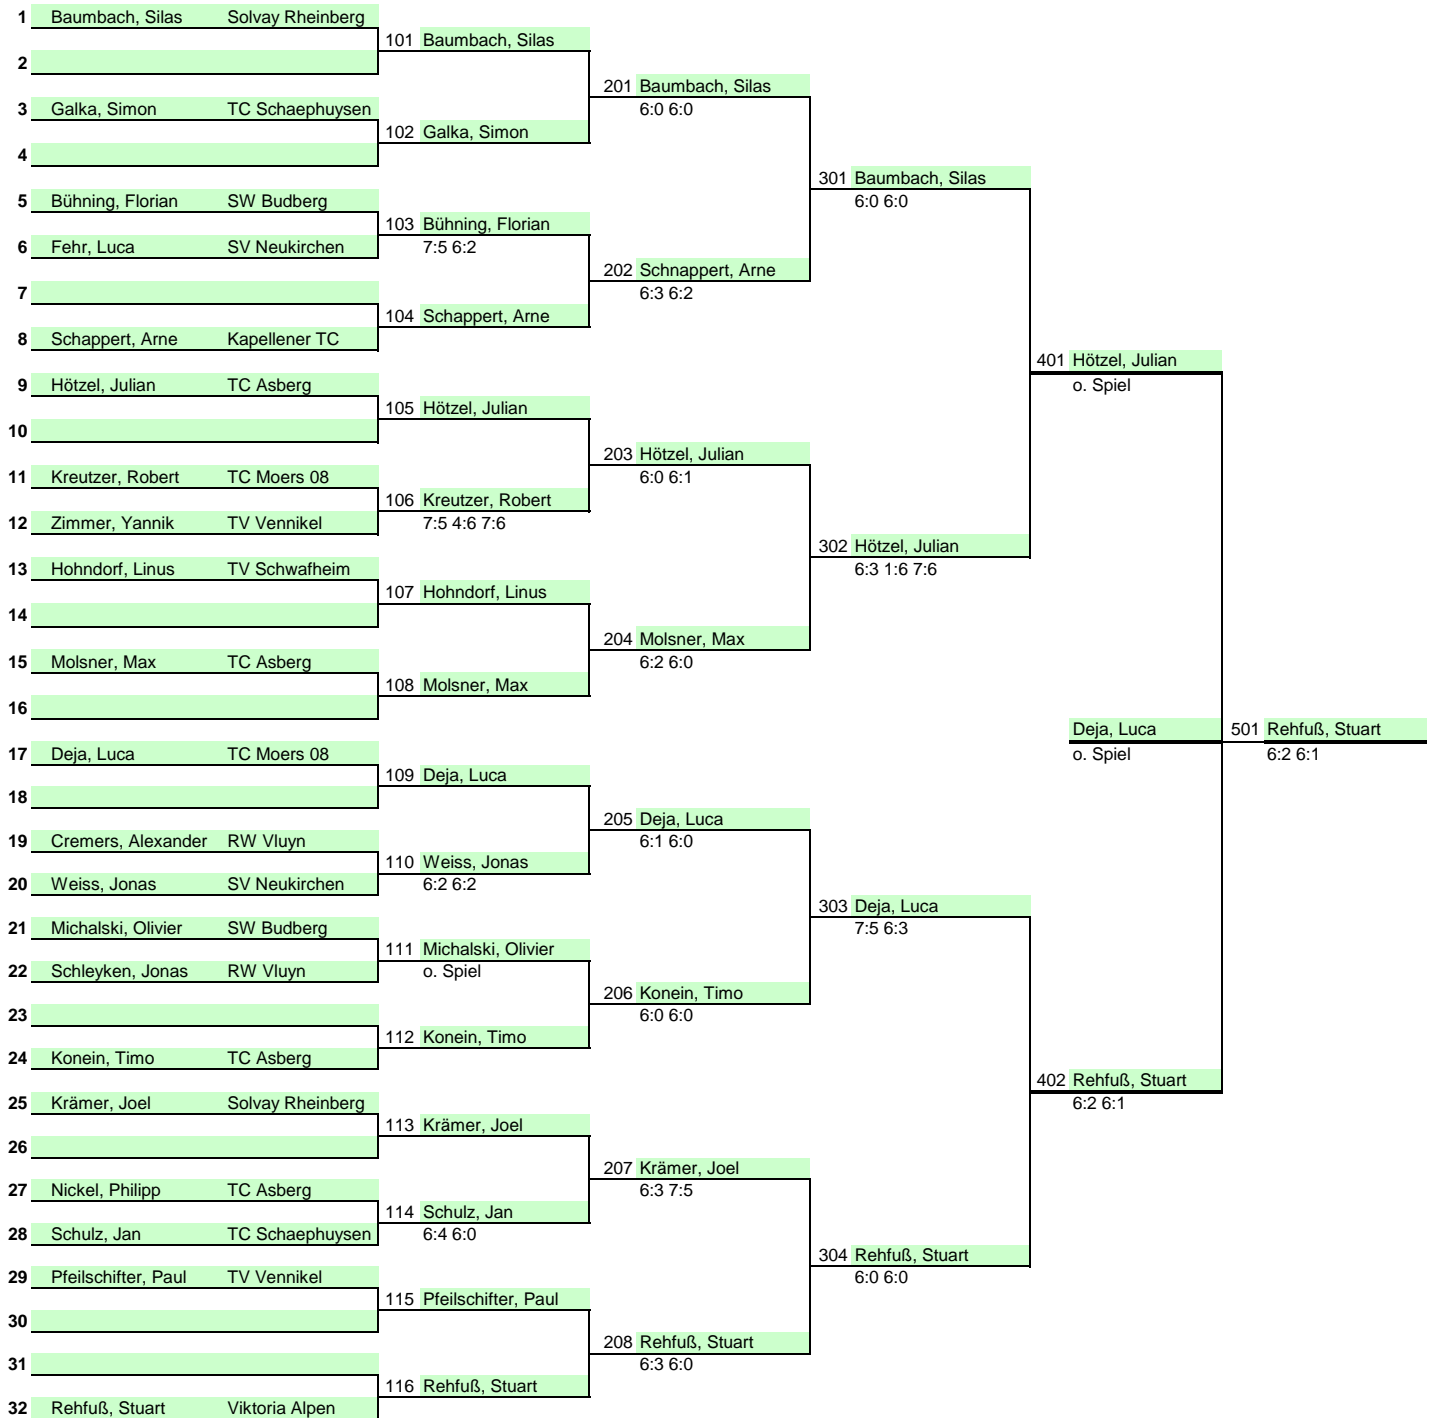 1 Baumbach, Silas Solvay Rheinberg
101 Baumbach, Silas
2
201 Baumbach, Silas
3 Galka, Simon TC Schaephuysen
6:0 6:0
102 Galka, Simon
4
301 Baumbach, Silas
5 Bühning, Florian SW Budberg
6:0 6:0
103 Bühning, Florian
6 Fehr, Luca SV Neukirchen
7:5 6:2
202 Schnappert, Arne
7
6:3 6:2
104 Schappert, Arne
8 Schappert, Arne Kapellener TC
401 Hötzel, Julian
9 Hötzel, Julian TC Asberg
o. Spiel
105 Hötzel, Julian
10
203 Hötzel, Julian
11 Kreutzer, Robert TC Moers 08
6:0 6:1
106 Kreutzer, Robert
12 Zimmer, Yannik TV Vennikel
7:5 4:6 7:6
302 Hötzel, Julian
13 Hohndorf, Linus TV Schwafheim
6:3 1:6 7:6
107 Hohndorf, Linus
14
204 Molsner, Max
15 Molsner, Max TC Asberg
6:2 6:0
108 Molsner, Max
16
Deja, Luca 501 Rehfuß, Stuart
17 Deja, Luca TC Moers 08
o. Spiel 6:2 6:1
109 Deja, Luca
18
205 Deja, Luca
19 Cremers, Alexander RW Vluyn
6:1 6:0
110 Weiss, Jonas
20 Weiss, Jonas SV Neukirchen
6:2 6:2
303 Deja, Luca
21 Michalski, Olivier SW Budberg
7:5 6:3
111 Michalski, Olivier
22 Schleyken, Jonas RW Vluyn
o. Spiel
206 Konein, Timo
23
6:0 6:0
112 Konein, Timo
24 Konein, Timo TC Asberg
402 Rehfuß, Stuart
25 Krämer, Joel Solvay Rheinberg
6:2 6:1
113 Krämer, Joel
26
207 Krämer, Joel
27 Nickel, Philipp TC Asberg
6:3 7:5
114 Schulz, Jan
28 Schulz, Jan TC Schaephuysen
6:4 6:0
304 Rehfuß, Stuart
29 Pfeilschifter, Paul TV Vennikel
6:0 6:0
115 Pfeilschifter, Paul
30
208 Rehfuß, Stuart
31
6:3 6:0
116 Rehfuß, Stuart
32 Rehfuß, Stuart Viktoria Alpen